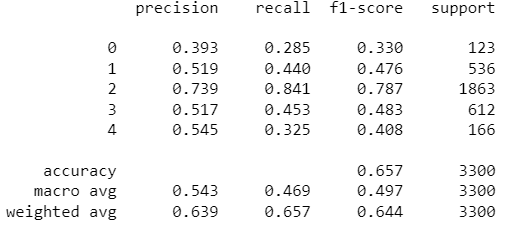 precision recall f1-score support
0 0.393 0.285 0.330 123
1 0.519 0.440 0.476 536
2 0.739 0.841 0.787 1863
3 0.517 0.453 0.483 612
4 0.545 0.325 0.408 166
accuracy 0.657 3300
macro avg 0.543 0.469 0.497 3300
weighted avg 0.639 0.657 0.644 3300